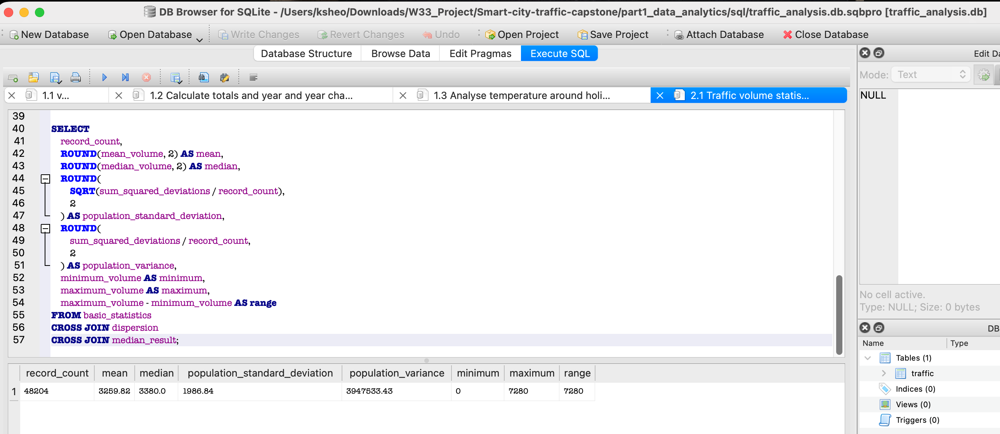 DB Browser for SQLite - /Users/ksheo/Downloads/W33_Project/Smart-city-traffic-capstone/part1_data_analytics/sql/traffic_analysis.db.sqbpro [traffic_analysis.db]
New Database Open Database Write Changes Revert Changes Undo Open Project Save Project Attach Database Close Database
Database Structure Browse Data Edit Pragmas Execute SQL
1.1 v... 1.2 Calculate totals and year and year cha... 1.3 Analyse temperature around holi... 2.1 Traffic volume statis...
39
40 SELECT
41 record_count,
42 ROUND(mean_volume, 2) AS mean,
43 ROUND(median_volume, 2) AS median,
44 ROUND(
45 SQRT(sum_squared_deviations / record_count),
46 2
47 ) AS population_standard_deviation,
48 ROUND(
49 sum_squared_deviations / record_count,
50 2
51 ) AS population_variance,
52 minimum_volume AS minimum,
53 maximum_volume AS maximum,
54 maximum_volume - minimum_volume AS range
55 FROM basic_statistics
56 CROSS JOIN dispersion
57 CROSS JOIN median_result;
record_count mean median population_standard_deviation population_variance minimum maximum range
1 48204 3259.82 3380.0 1986.84 3947533.43 0 7280 7280
Edit Da
Mode: Text
NULL
No cell active.
Type: NULL; Size: 0 bytes
DB
Name Type
Tables (1)
traffic
Indices (0)
Views (0)
Triggers (0)